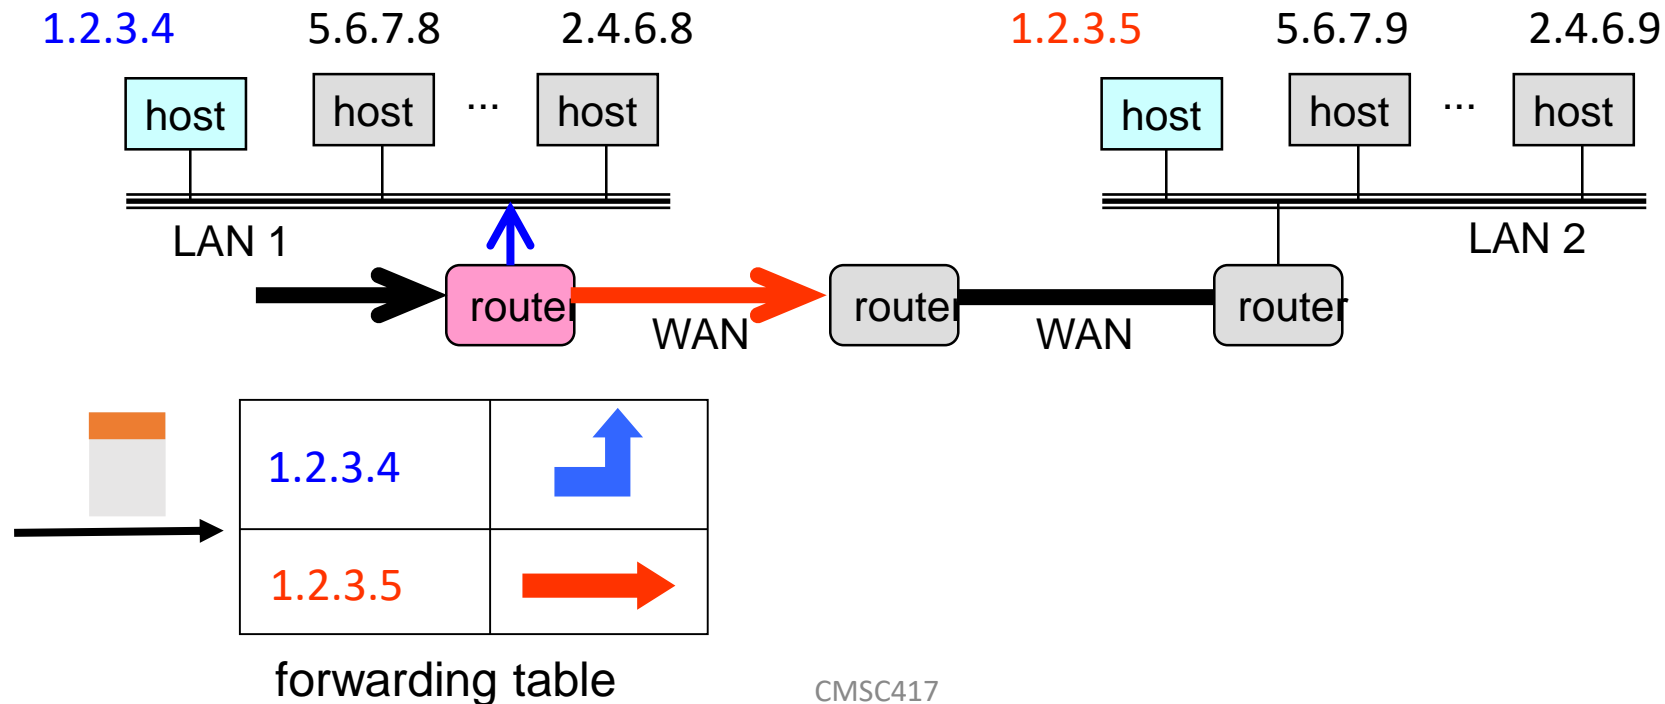 1.2.3.4 5.6.7.8 2.4.6.8 1.2.3.5 5.6.7.9 2.4.6.9
host host ... host host host ... host
LAN 1 LAN 2
router router router
WAN WAN
1.2.3.4
1.2.3.5
forwarding table
CMSC417